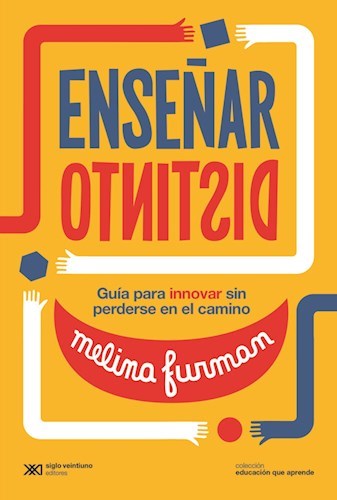 ENSEÑAR
DISTINTO
Guía para innovar sin
perderse en el camino
melina furman
siglo veintiuno
editores
colección
educación que aprende